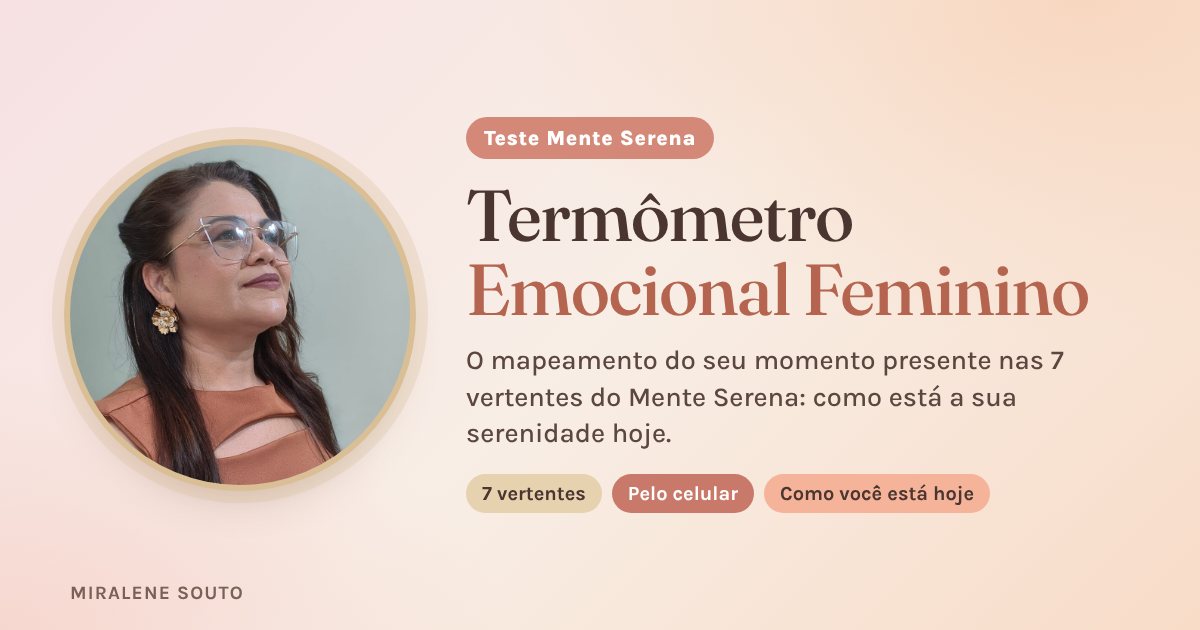 Teste Mente Serena
Termômetro
Emocional Feminino
O mapeamento do seu momento presente nas 7
vertentes do Mente Serena: como está a sua
serenidade hoje.
7 vertentes
Pelo celular
Como você está hoje
MIRALENE SOUTO